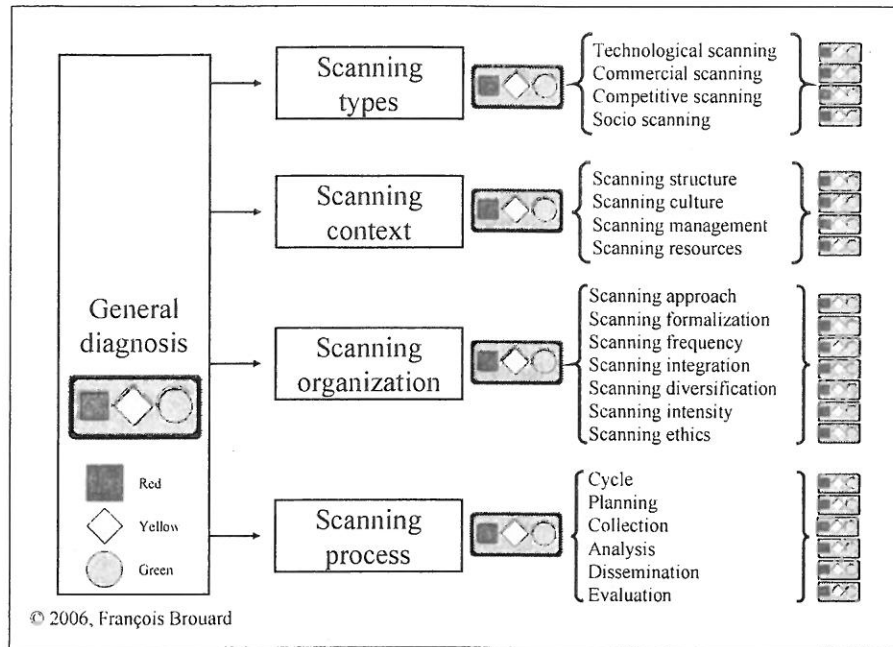 Scanning
types
Technological scanning
Commercial scanning
Competitive scanning
Socio scanning
Scanning
context
Scanning structure
Scanning culture
Scanning management
Scanning resources
General
diagnosis
Scanning
organization
Scanning approach
Scanning formalization
Scanning frequency
Scanning integration
Scanning diversification
Scanning intensity
Scanning ethics
Red
Yellow
Green
Scanning
process
Cycle
Planning
Collection
Analysis
Dissemination
Evaluation
© 2006, François Brouard